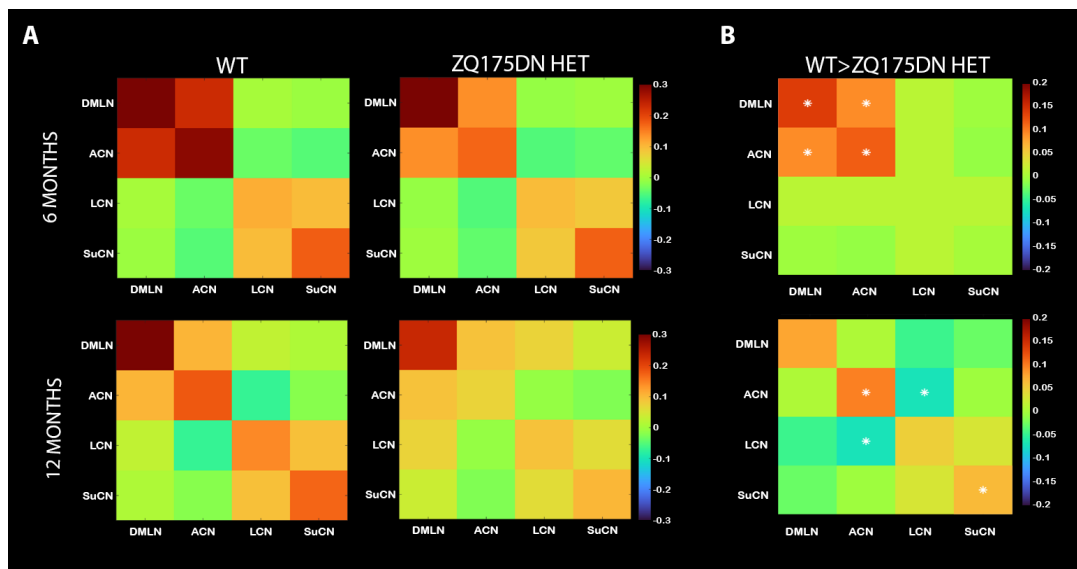 A
B
WT
ZQ175DN HET
WT>ZQ175DN HET
6 MONTHS
DMLN
ACN
LCN
SuCN
DMLN ACN LCN SuCN
DMLN ACN LCN SuCN
0.3
0.2
0.1
0
-0.1
-0.2
-0.3
DMLN
ACN
LCN
SuCN
DMLN
ACN
LCN
SuCN
DMLN ACN LCN SuCN
0.2
0.15
0.1
0.05
0
-0.05
-0.1
-0.15
-0.2
12 MONTHS
DMLN
ACN
LCN
SuCN
DMLN ACN LCN SuCN
DMLN
ACN
LCN
SuCN
DMLN ACN LCN SuCN
0.3
0.2
0.1
0
-0.1
-0.2
-0.3
DMLN
ACN
LCN
SuCN
DMLN ACN LCN SuCN
0.2
0.15
0.1
0.05
0
-0.05
-0.1
-0.15
-0.2